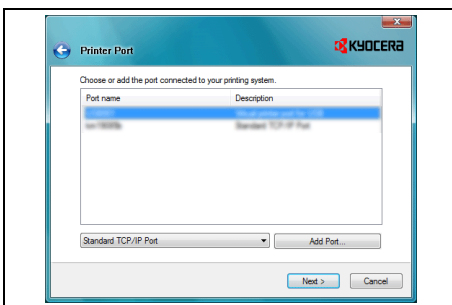 Printer Port
KYOCERA
Choose or add the port connected to your printing system.
Port name Description
Standard TCP/IP Port
Standard TCP/IP Port Add Port...
Next > Cancel